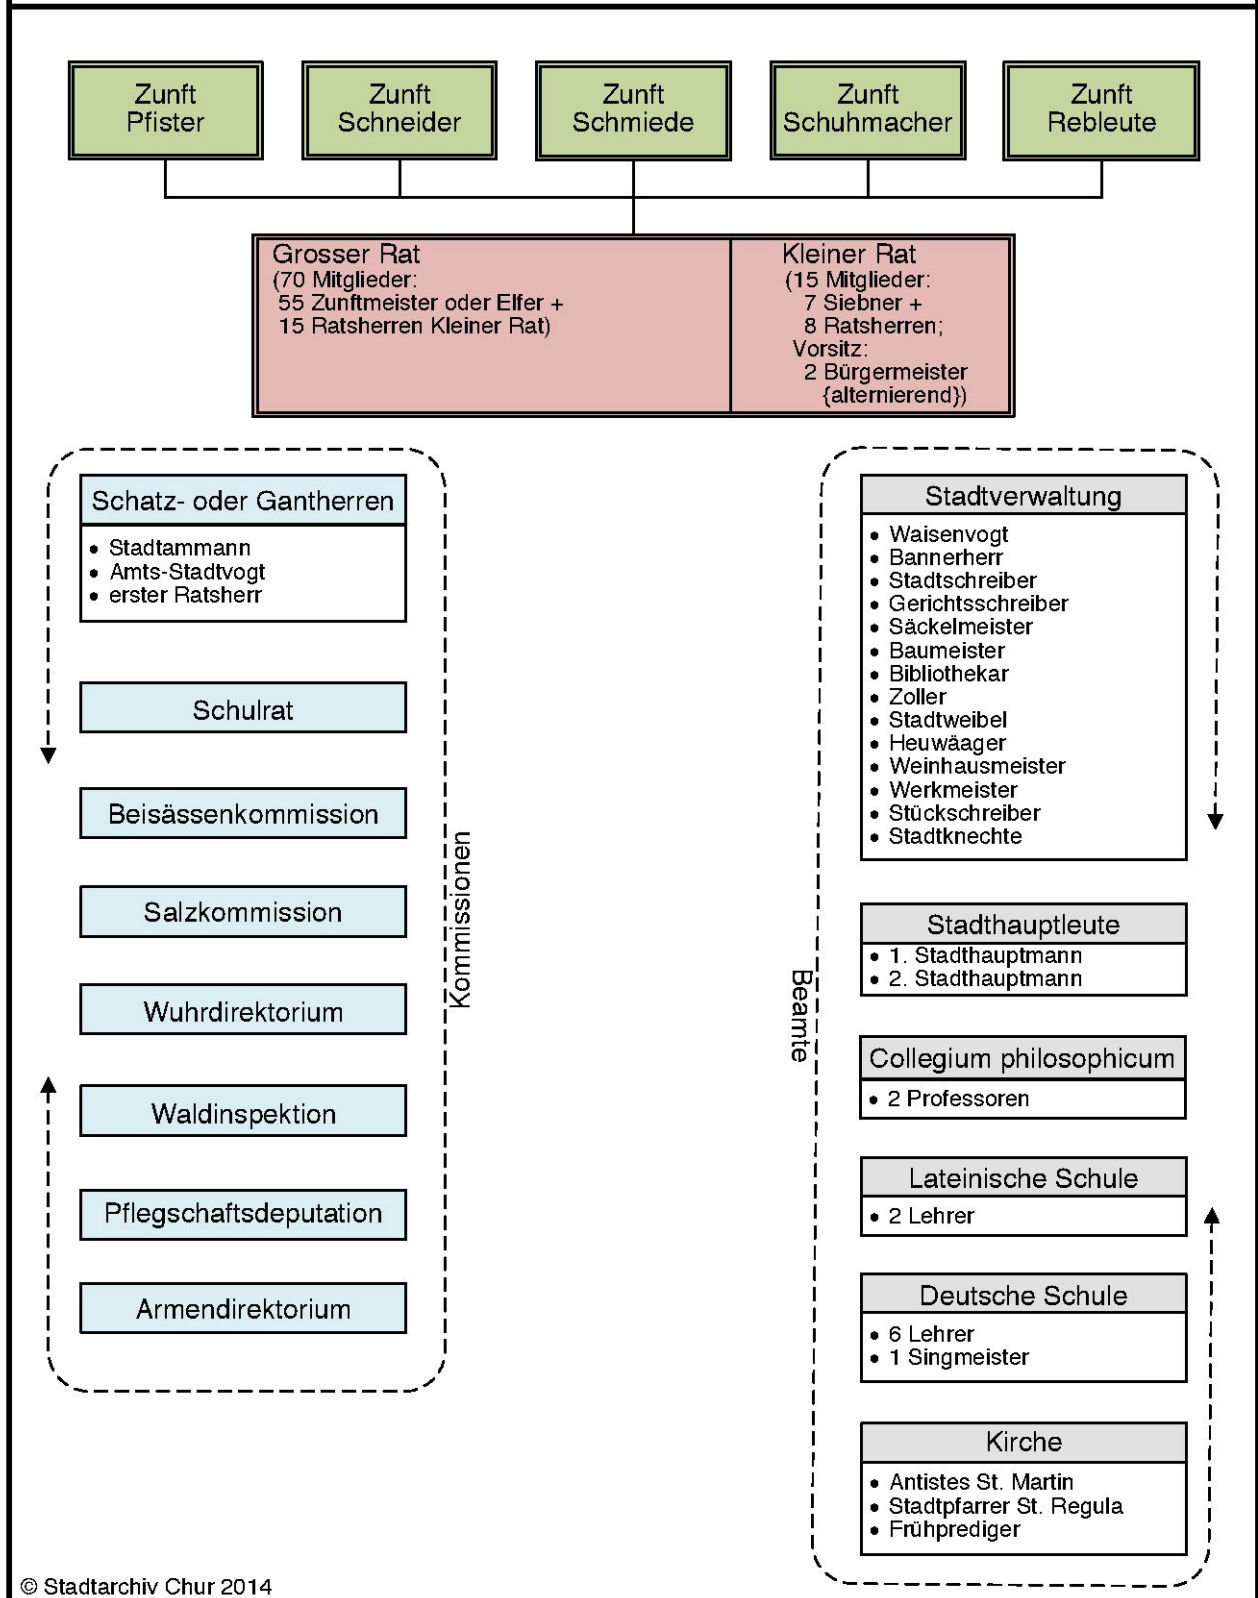 Zunft
Pfister
Zunft
Schneider
Zunft
Schmiede
Zunft
Schuhmacher
Zunft
Rebleute
Grosser Rat
(70 Mitglieder:
55 Zunftmeister oder Elfer +
15 Ratsherren Kleiner Rat)
Kleiner Rat
(15 Mitglieder:
7 Siebner +
8 Ratsherren;
Vorsitz:
2 Bürgermeister
{alternierend})
Schatz- oder Gantherren
• Stadtammann
• Amts-Stadtvogt
• erster Ratsherr
Schulrat
Beisässenkommission
Salzkommission
Wuhrdirektorium
Waldinspektion
Pflegschaftsdeputation
Armendirektorium
Kommissionen
Beamte
Stadtverwaltung
• Waisenvogt
• Bannerherr
• Stadtschreiber
• Gerichtsschreiber
• Säckelmeister
• Baumeister
• Bibliothekar
• Zoller
• Stadtweibel
• Heuwäager
• Weinhausmeister
• Werkmeister
• Stückschreiber
• Stadtknechte
Stadthauptleute
• 1. Stadthauptmann
• 2. Stadthauptmann
Collegium philosophicum
• 2 Professoren
Lateinische Schule
• 2 Lehrer
Deutsche Schule
• 6 Lehrer
• 1 Singmeister
Kirche
• Antistes St. Martin
• Stadtpfarrer St. Regula
• Frühprediger
© Stadtarchiv Chur 2014